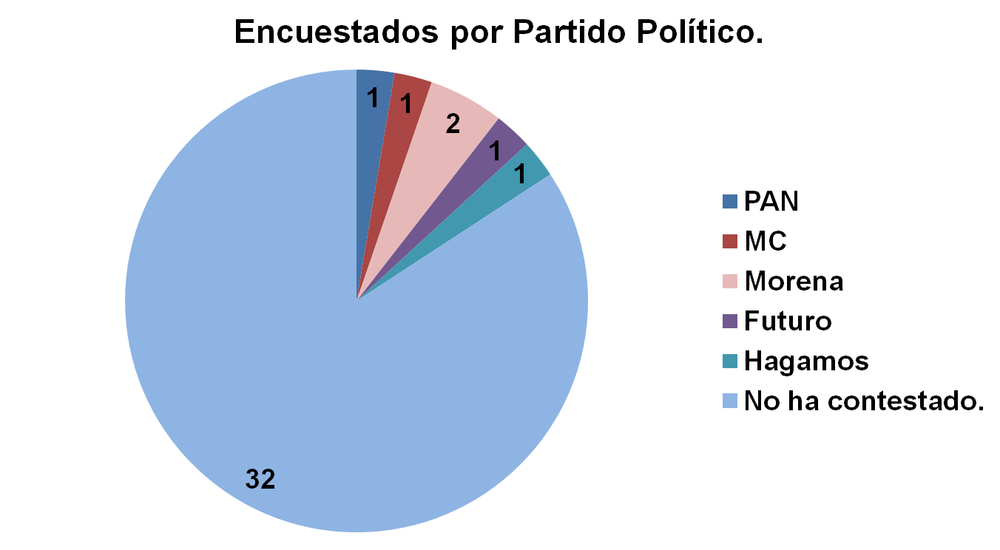 Encuestados por Partido Político.
1
1
2
1
1
32
PAN
MC
Morena
Futuro
Hagamos
No ha contestado.